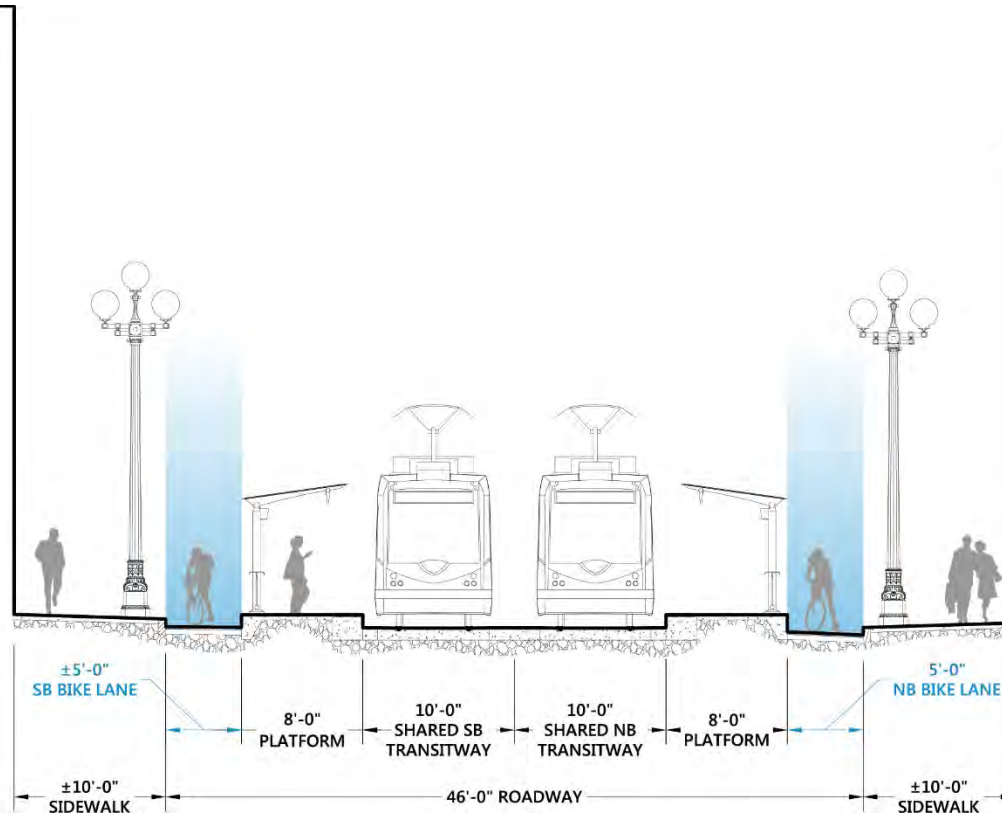 ±5'-0"
SB BIKE LANE
8'-0"
PLATFORM
10'-0"
SHARED SB
TRANSITWAY
10'-0"
SHARED NB
TRANSITWAY
8'-0"
PLATFORM
5'-0"
NB BIKE LANE
±10'-0"
SIDEWALK
46'-0" ROADWAY
±10'-0"
SIDEWALK